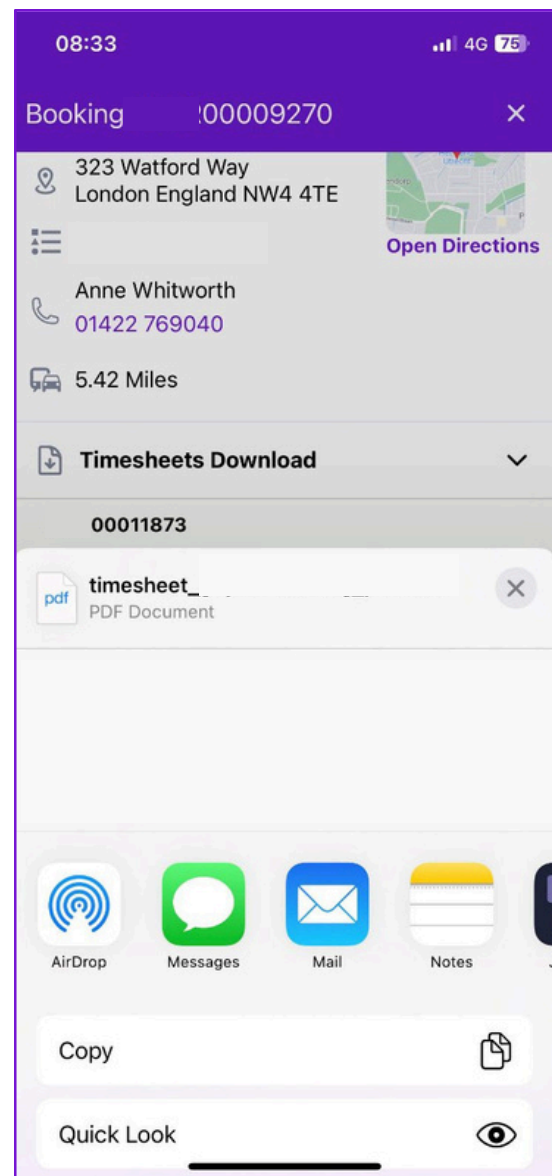 08:33 4G 75
Booking :00009270
323 Watford Way
London England NW4 4TE
Open Directions
Anne Whitworth
01422 769040
5.42 Miles
Timesheets Download
00011873
pdf timesheet_
PDF Document
AirDrop Messages Mail Notes
Copy
Quick Look